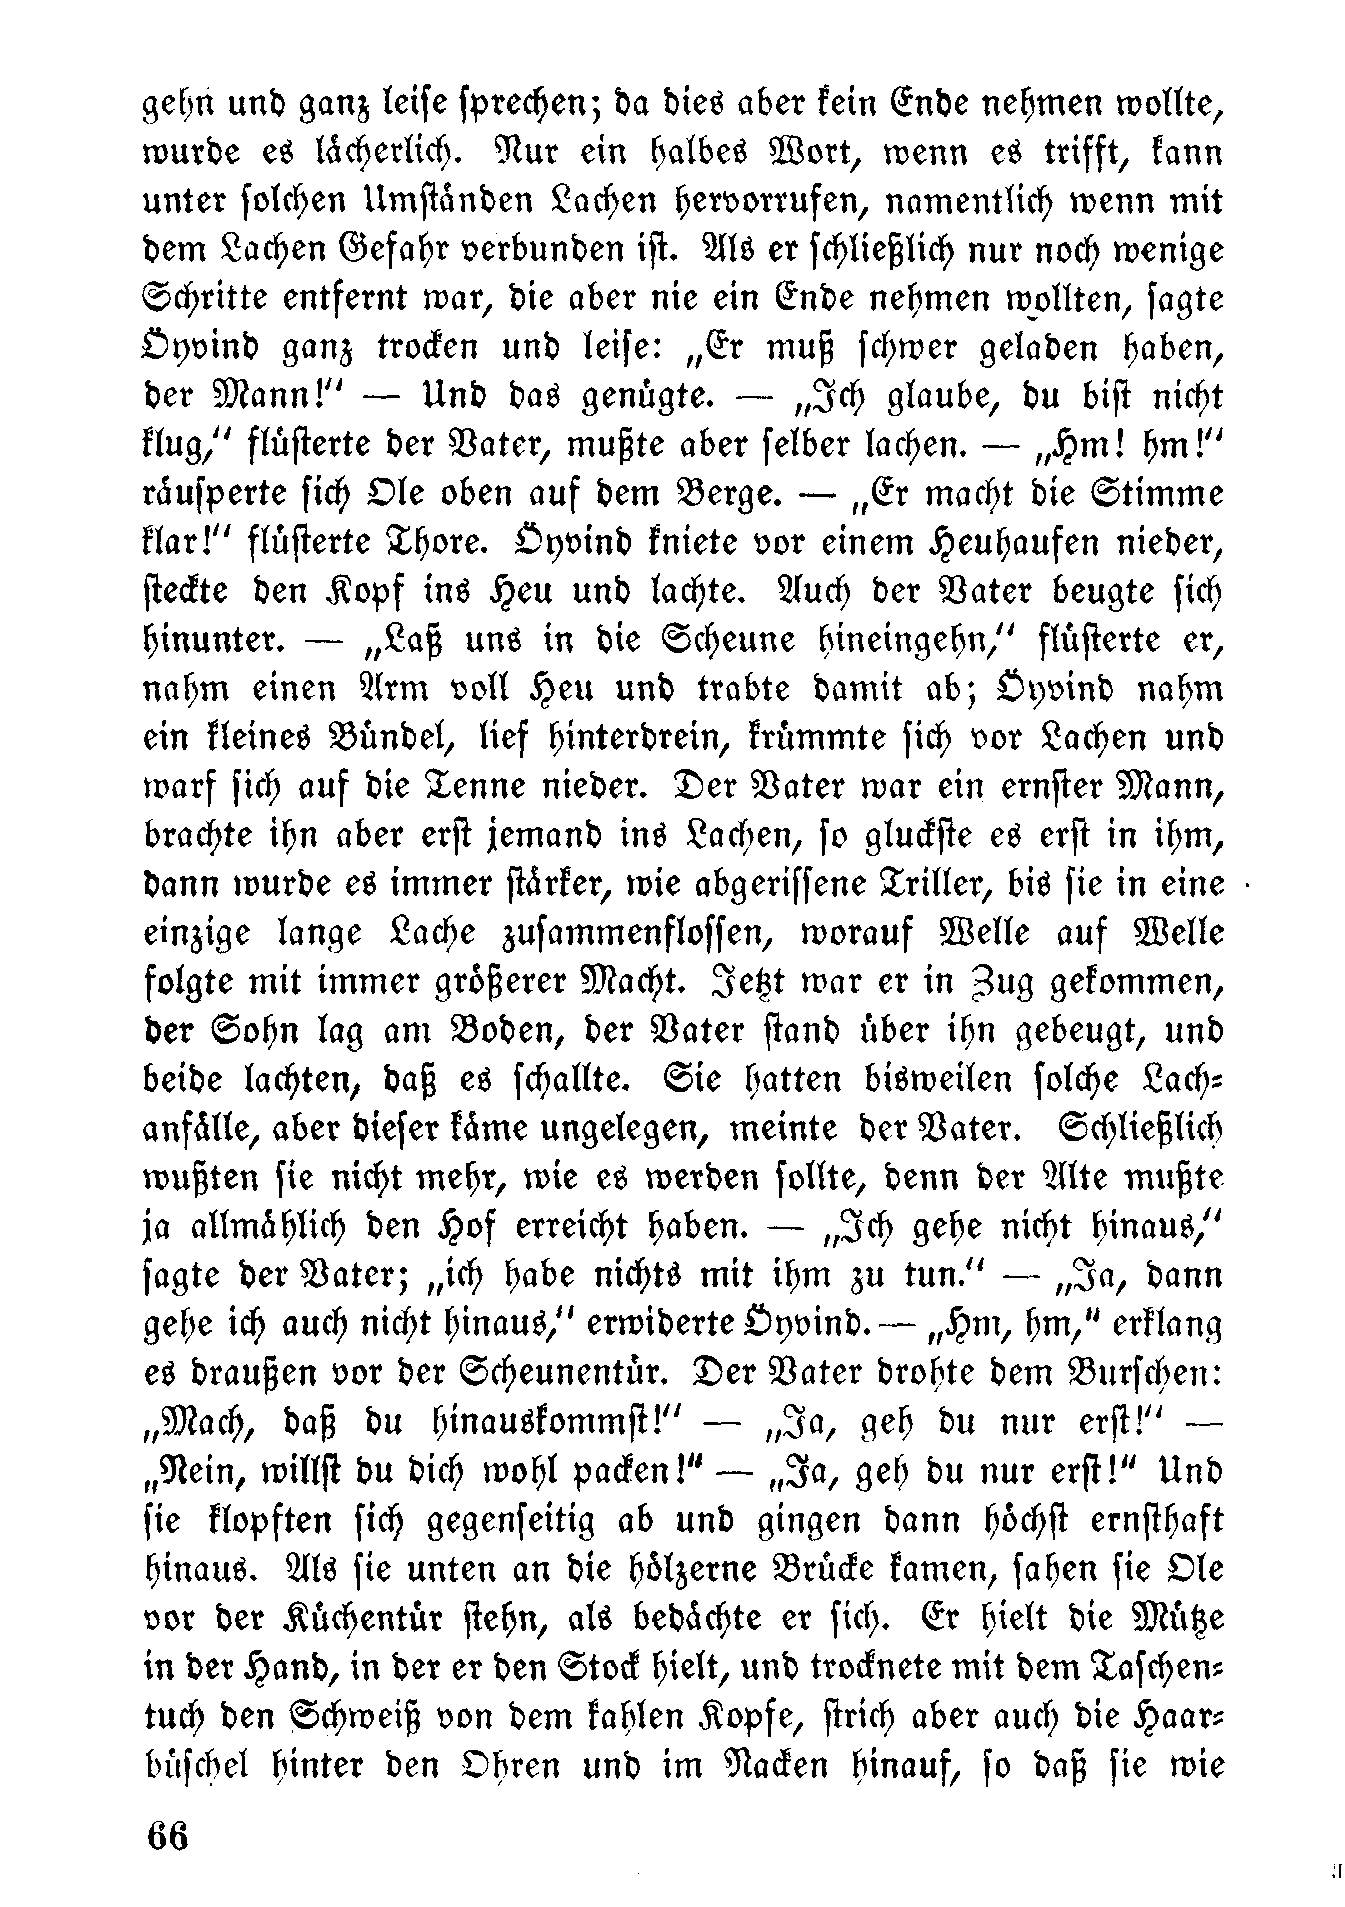 gehn und ganz leise sprechen; da dies aber kein Ende nehmen wollte,
wurde es lächerlich. Nur ein halbes Wort, wenn es trifft, kann
unter solchen Umständen Lachen hervorrufen, namentlich wenn mit
dem Lachen Gefahr verbunden ist. Als er schließlich nur noch wenige
Schritte entfernt war, die aber nie ein Ende nehmen wollten, sagte
Öyvind ganz trocken und leise: „Er muß schwer geladen haben,
der Mann!“ — Und das genügte. — „Ich glaube, du bist nicht
klug,“ flüsterte der Vater, mußte aber selber lachen. — „Hm! hm!“
räusperte sich Ole oben auf dem Berge. — „Er macht die Stimme
klar!“ flüsterte Thore. Öyvind kniete vor einem Heuhaufen nieder,
steckte den Kopf ins Heu und lachte. Auch der Vater beugte sich
hinunter. — „Laß uns in die Scheune hineingehn,“ flüsterte er,
nahm einen Arm voll Heu und trabte damit ab; Öyvind nahm
ein kleines Bündel, lief hinterdrein, krümmte sich vor Lachen und
warf sich auf die Tenne nieder. Der Vater war ein ernster Mann,
brachte ihn aber erst jemand ins Lachen, so gluckste es erst in ihm,
dann wurde es immer stärker, wie abgerissene Triller, bis sie in eine
einzige lange Lache zusammenflossen, worauf Welle auf Welle
folgte mit immer größerer Macht. Jetzt war er in Zug gekommen,
der Sohn lag am Boden, der Vater stand über ihn gebeugt, und
beide lachten, daß es schallte. Sie hatten bisweilen solche Lach-
anfälle, aber dieser käme ungelegen, meinte der Vater. Schließlich
wußten sie nicht mehr, wie es werden sollte, denn der Alte mußte
ja allmählich den Hof erreicht haben. — „Ich gehe nicht hinaus,“
sagte der Vater; „ich habe nichts mit ihm zu tun.“ — „Ja, dann
gehe ich auch nicht hinaus,“ erwiderte Öyvind. — „Hm, hm,“ erklang
es draußen vor der Scheunentür. Der Vater drohte dem Burschen:
„Mach, daß du hinauskommst!“ — „Ja, geh du nur erst!“ —
„Nein, willst du dich wohl packen!“ — „Ja, geh du nur erst!“ Und
sie klopften sich gegenseitig ab und gingen dann höchst ernsthaft
hinaus. Als sie unten an die hölzerne Brücke kamen, sahen sie Ole
vor der Küchentür stehn, als bedächte er sich. Er hielt die Mütze
in der Hand, in der er den Stock hielt, und trocknete mit dem Taschen-
tuch den Schweiß von dem kahlen Kopfe, strich aber auch die Haar-
büschel hinter den Ohren und im Nacken hinauf, so daß sie wie
66